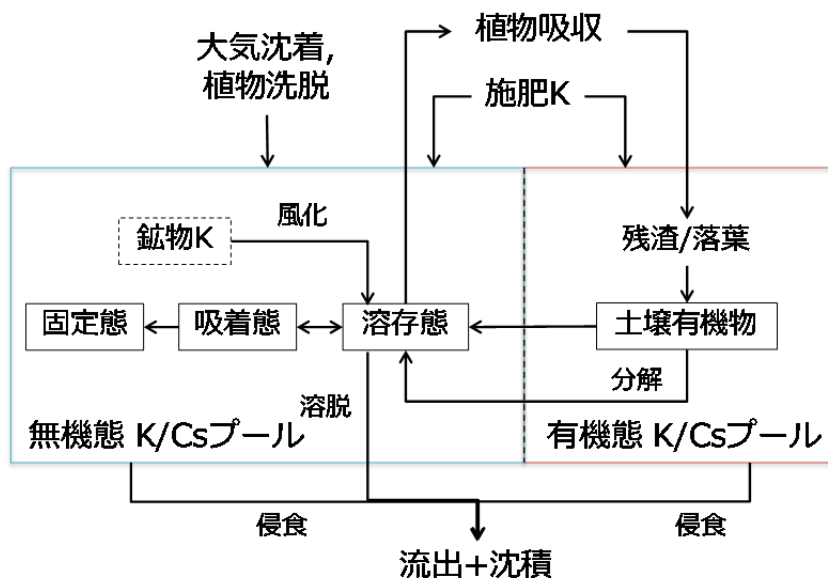 大気沈着,
植物洗脱
植物吸収
施肥K
鉱物K
風化
残渣/落葉
固定態
吸着態
溶存態
土壌有機物
溶脱
分解
無機態 K/Csプール
有機態 K/Csプール
侵食
侵食
流出+沈積